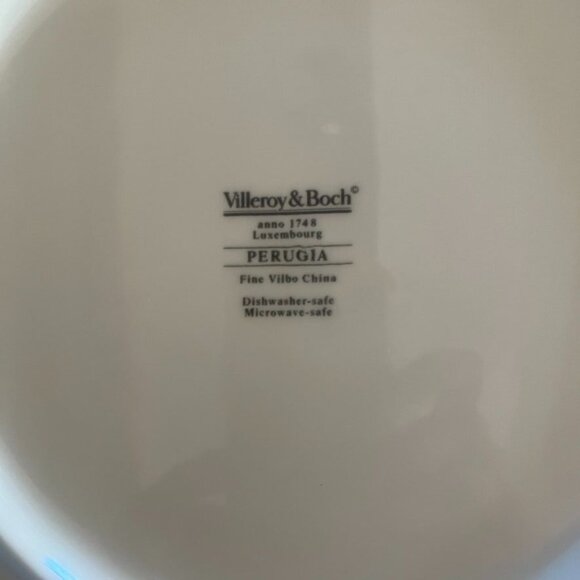 Villeroy & Boch©
anno 1748
Luxembourg
PERUGIA
Fine Vilbo China
Dishwasher-safe
Microwave-safe